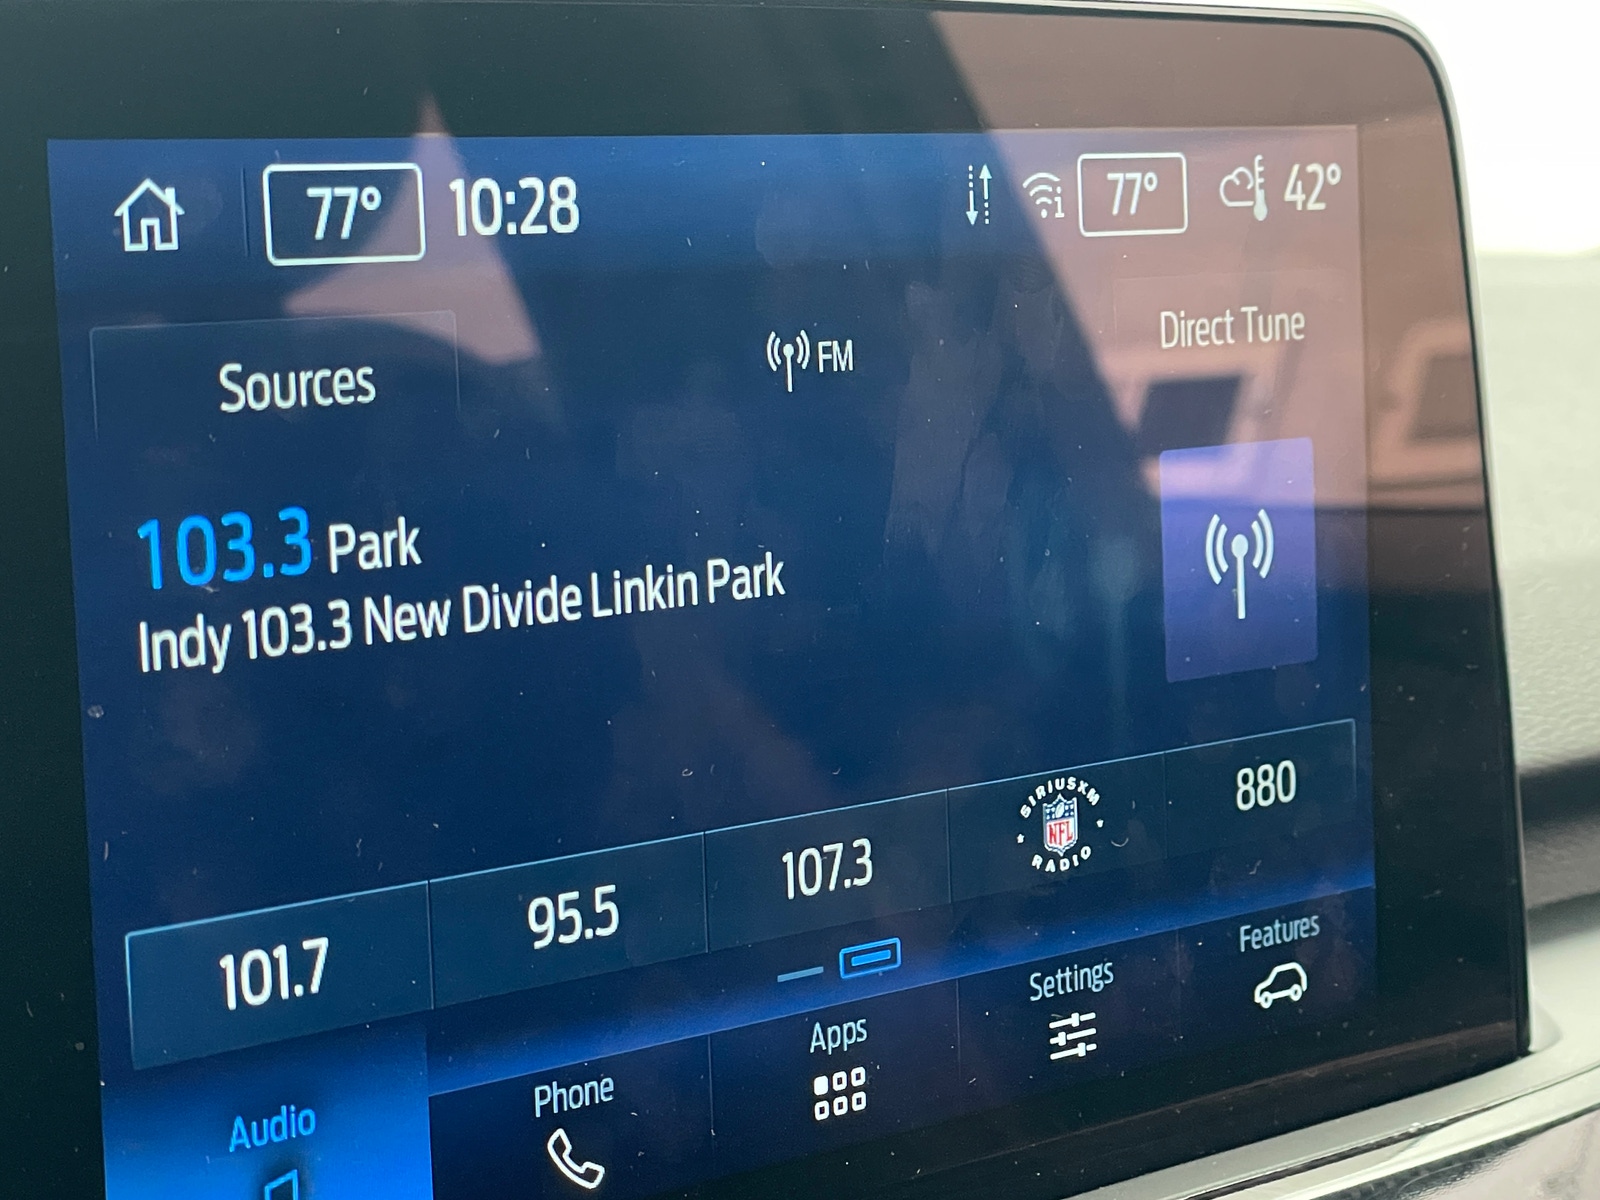 77° 10:28 77° 42°
Sources FM Direct Tune
103.3 Park
Indy 103.3 New Divide Linkin Park
101.7 95.5 107.3 SIRIUSXM NFL RADIO 880
Audio Phone Apps Settings Features